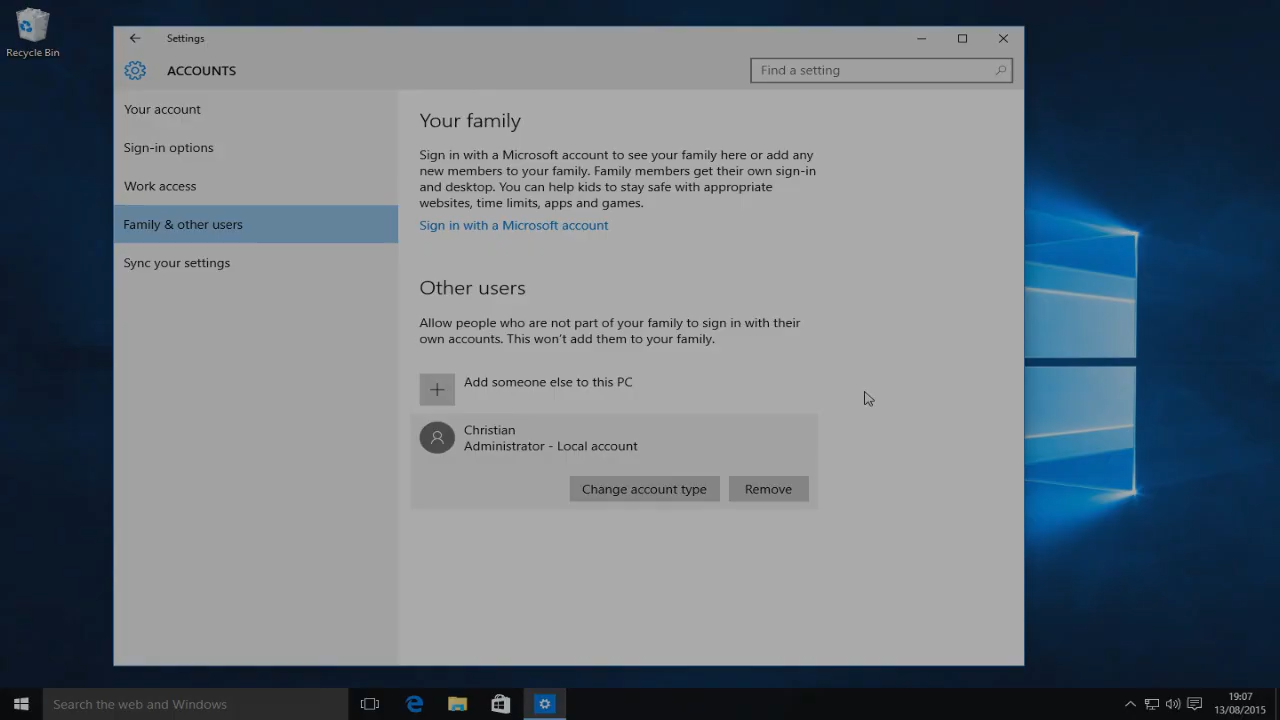 Recycle Bin
Settings
ACCOUNTS
Find a setting
Your account
Sign-in options
Work access
Family & other users
Sync your settings
Your family
Sign in with a Microsoft account to see your family here or add any
new members to your family. Family members get their own sign-in
and desktop. You can help kids to stay safe with appropriate
websites, time limits, apps and games.
Sign in with a Microsoft account
Other users
Allow people who are not part of your family to sign in with their
own accounts. This won't add them to your family.
Add someone else to this PC
Christian
Administrator - Local account
Change account type
Remove
Search the web and Windows
19:07
13/08/2015